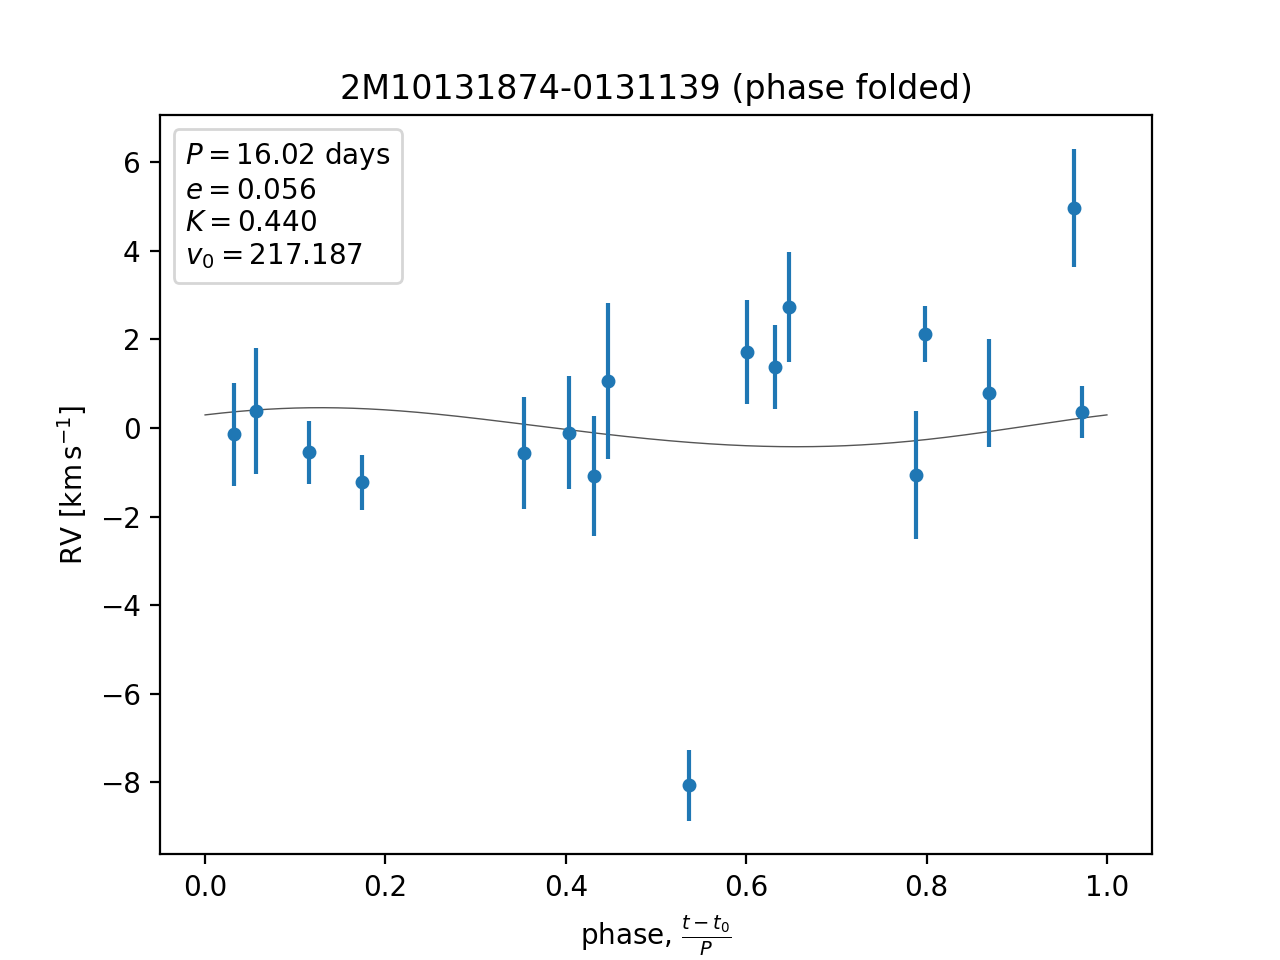 2M10131874-0131139 (phase folded)
P = 16.02 days
e = 0.056
K = 0.440
v₀ = 217.187
6
4
2
0
−2
−4
−6
−8
RV [km s⁻¹]
0.0 0.2 0.4 0.6 0.8 1.0
phase, (t − t₀)/P